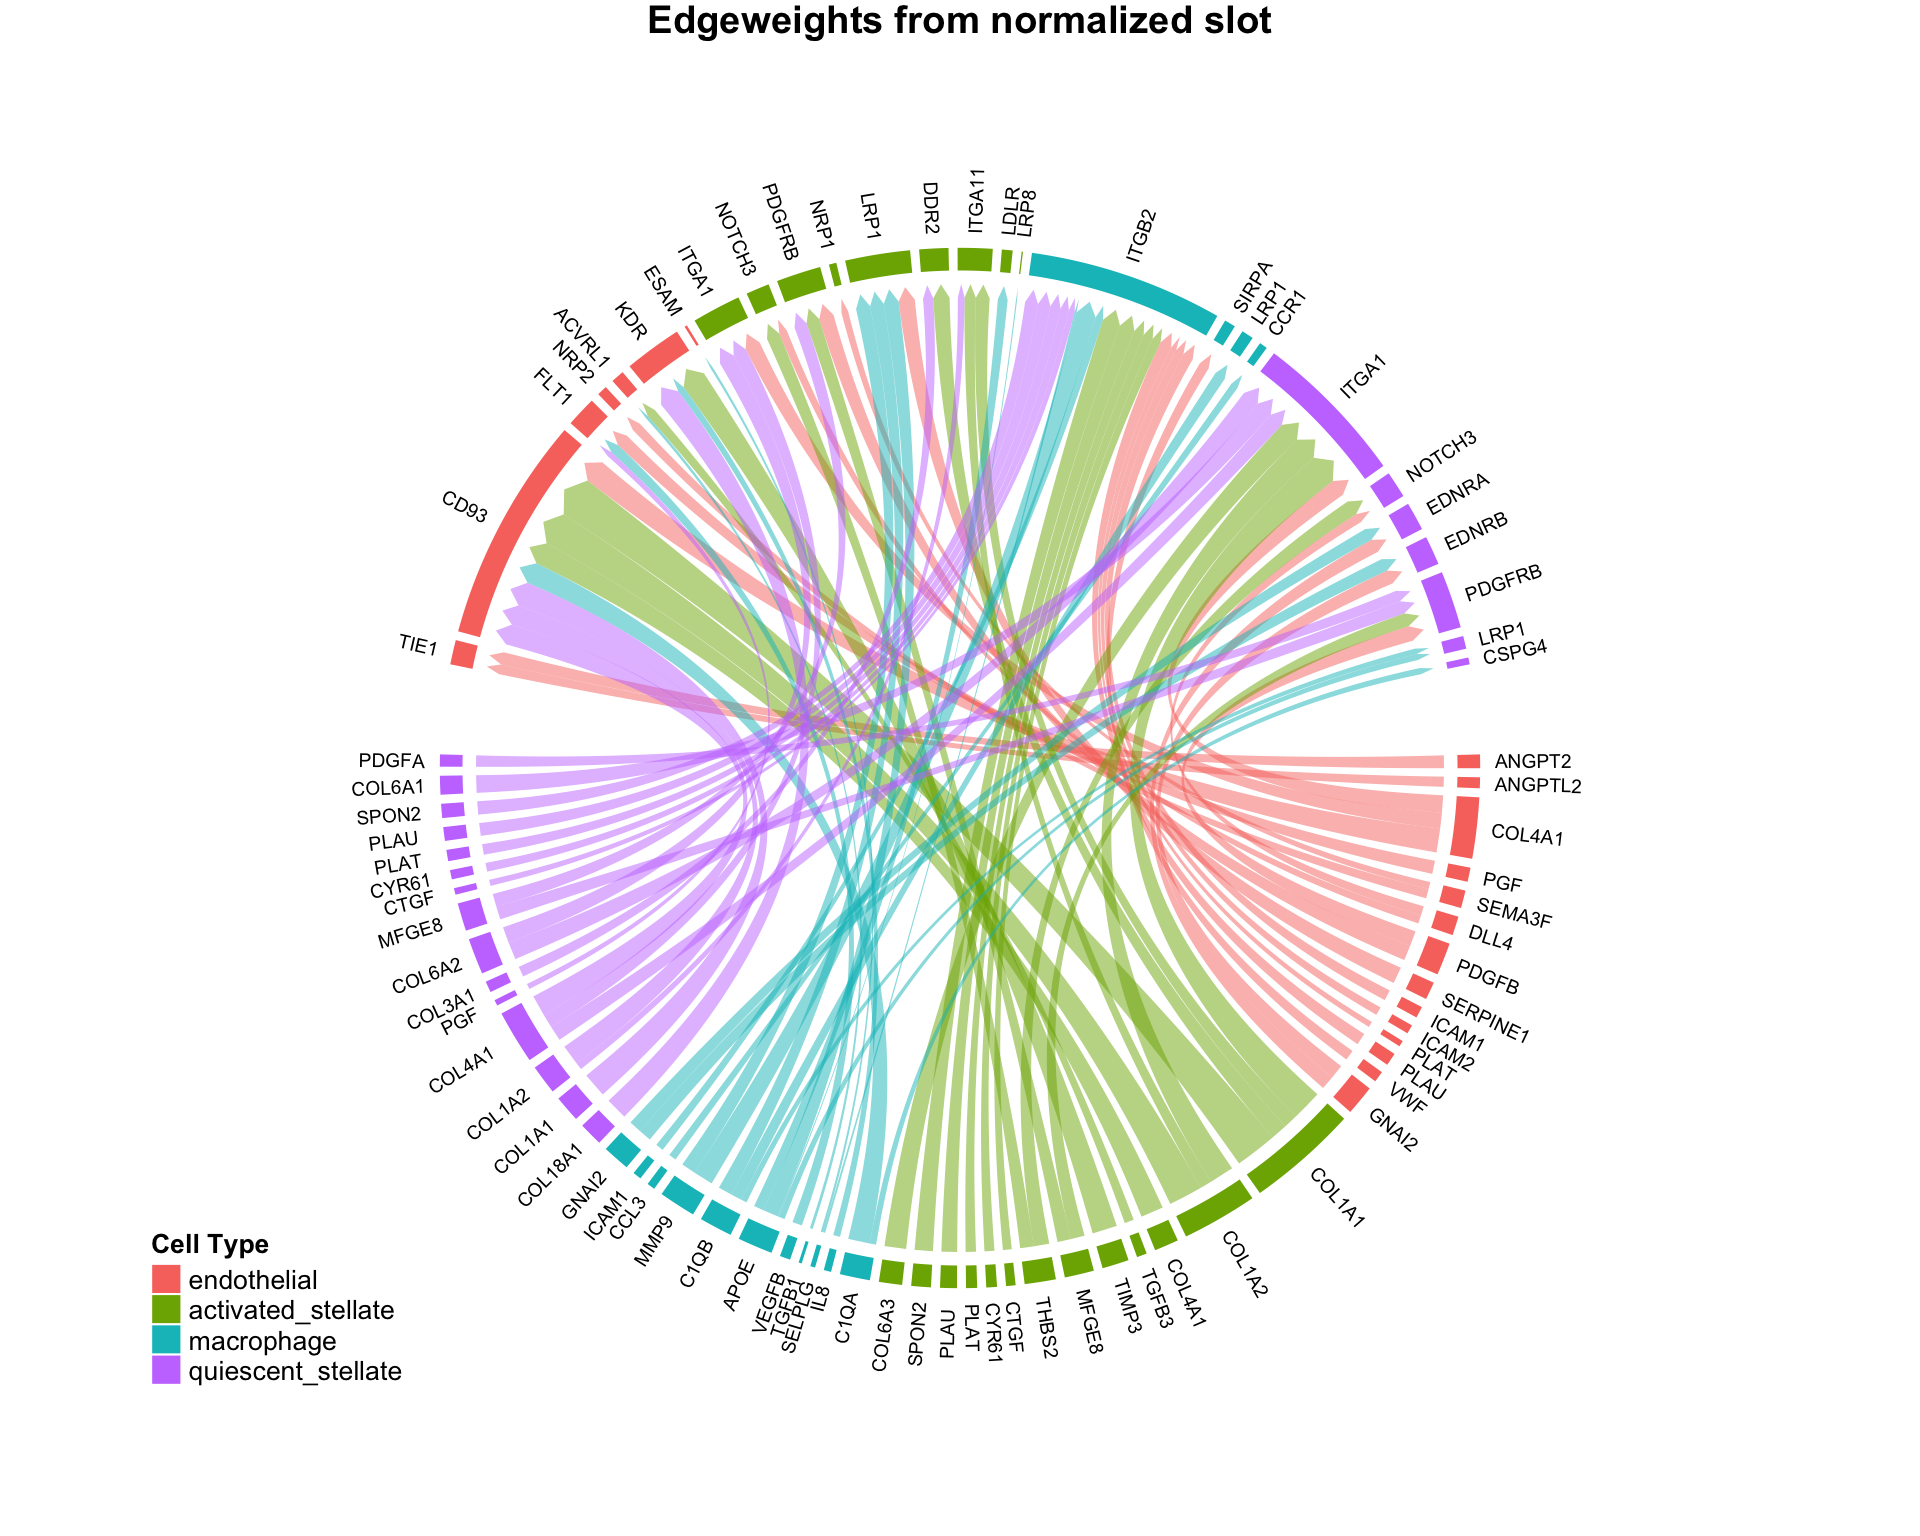 Edgeweights from normalized slot
TIE1
CD93
FLT1
NRP2
ACVRL1
KDR
ESAM
ITGA1
NOTCH3
PDGFRB
NRP1
LRP1
DDR2
ITGA11
LDLR
LRP8
ITGB2
SIRPA
LRP1
CCR1
ITGA1
NOTCH3
EDNRA
EDNRB
PDGFRB
LRP1
CSPG4
ANGPT2
ANGPTL2
COL4A1
PGF
SEMA3F
DLL4
PDGFB
SERPINE1
ICAM1
ICAM2
PLAT
PLAU
VWF
GNAI2
COL1A1
COL1A2
COL4A1
TGFB3
TIMP3
MFGE8
THBS2
CTGF
CYR61
PLAT
PLAU
SPON2
COL6A3
C1QA
IL8
SELPLG
TGFB1
VEGFB
APOE
C1QB
MMP9
CCL3
ICAM1
GNAI2
COL18A1
COL1A1
COL1A2
COL4A1
PGF
COL3A1
COL6A2
MFGE8
CTGF
CYR61
PLAT
PLAU
SPON2
COL6A1
PDGFA
Cell Type
endothelial
activated_stellate
macrophage
quiescent_stellate